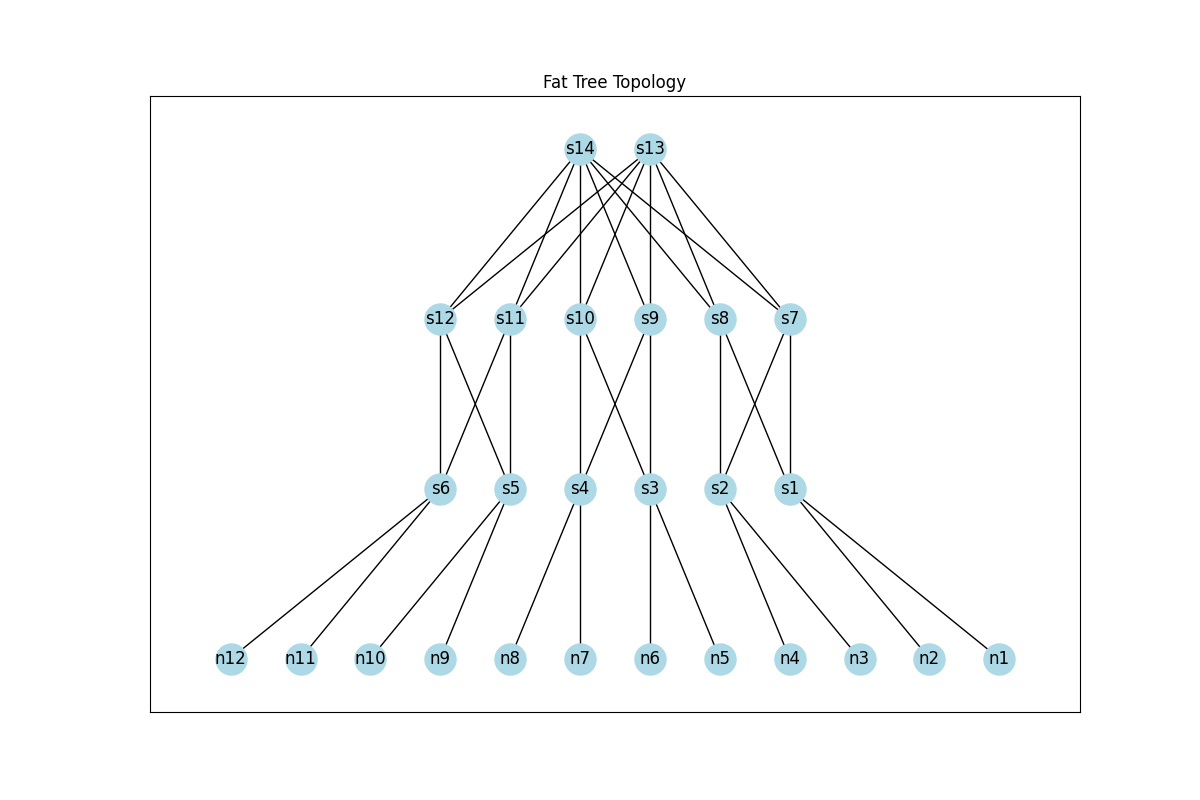 Fat Tree Topology
s14 s13
s12 s11 s10 s9 s8 s7
s6 s5 s4 s3 s2 s1
n12 n11 n10 n9 n8 n7 n6 n5 n4 n3 n2 n1